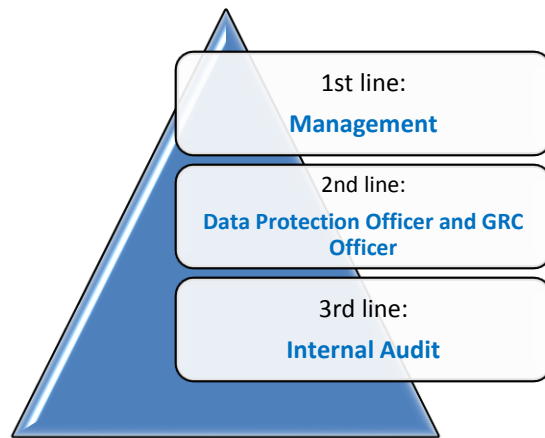 1st line:
Management
2nd line:
Data Protection Officer and GRC
Officer
3rd line:
Internal Audit